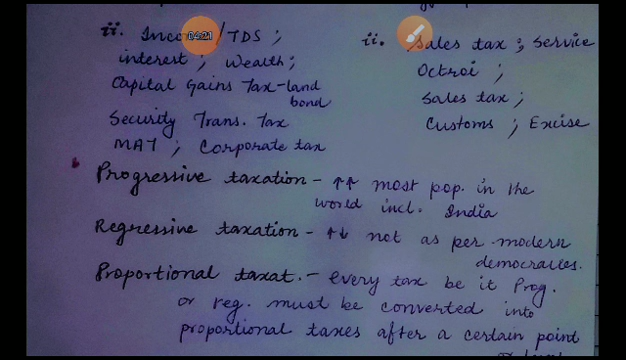 ii. Inco /TDS ;
interest ; Wealth ;
Capital Gains Tax-land
bond
Security Trans. Tax
MAT ; Corporate tax
ii. Sales tax ; Service
Octroi ;
Sales tax ;
Customs ; Excise
04:21
Progressive taxation - ↑↑ most pop. in the
world incl. India
Regressive taxation - ↑↓ not as per modern
democracies.
Proportional taxat. - every tax be it Prog.
or reg. must be converted into
proportional taxes after a certain point